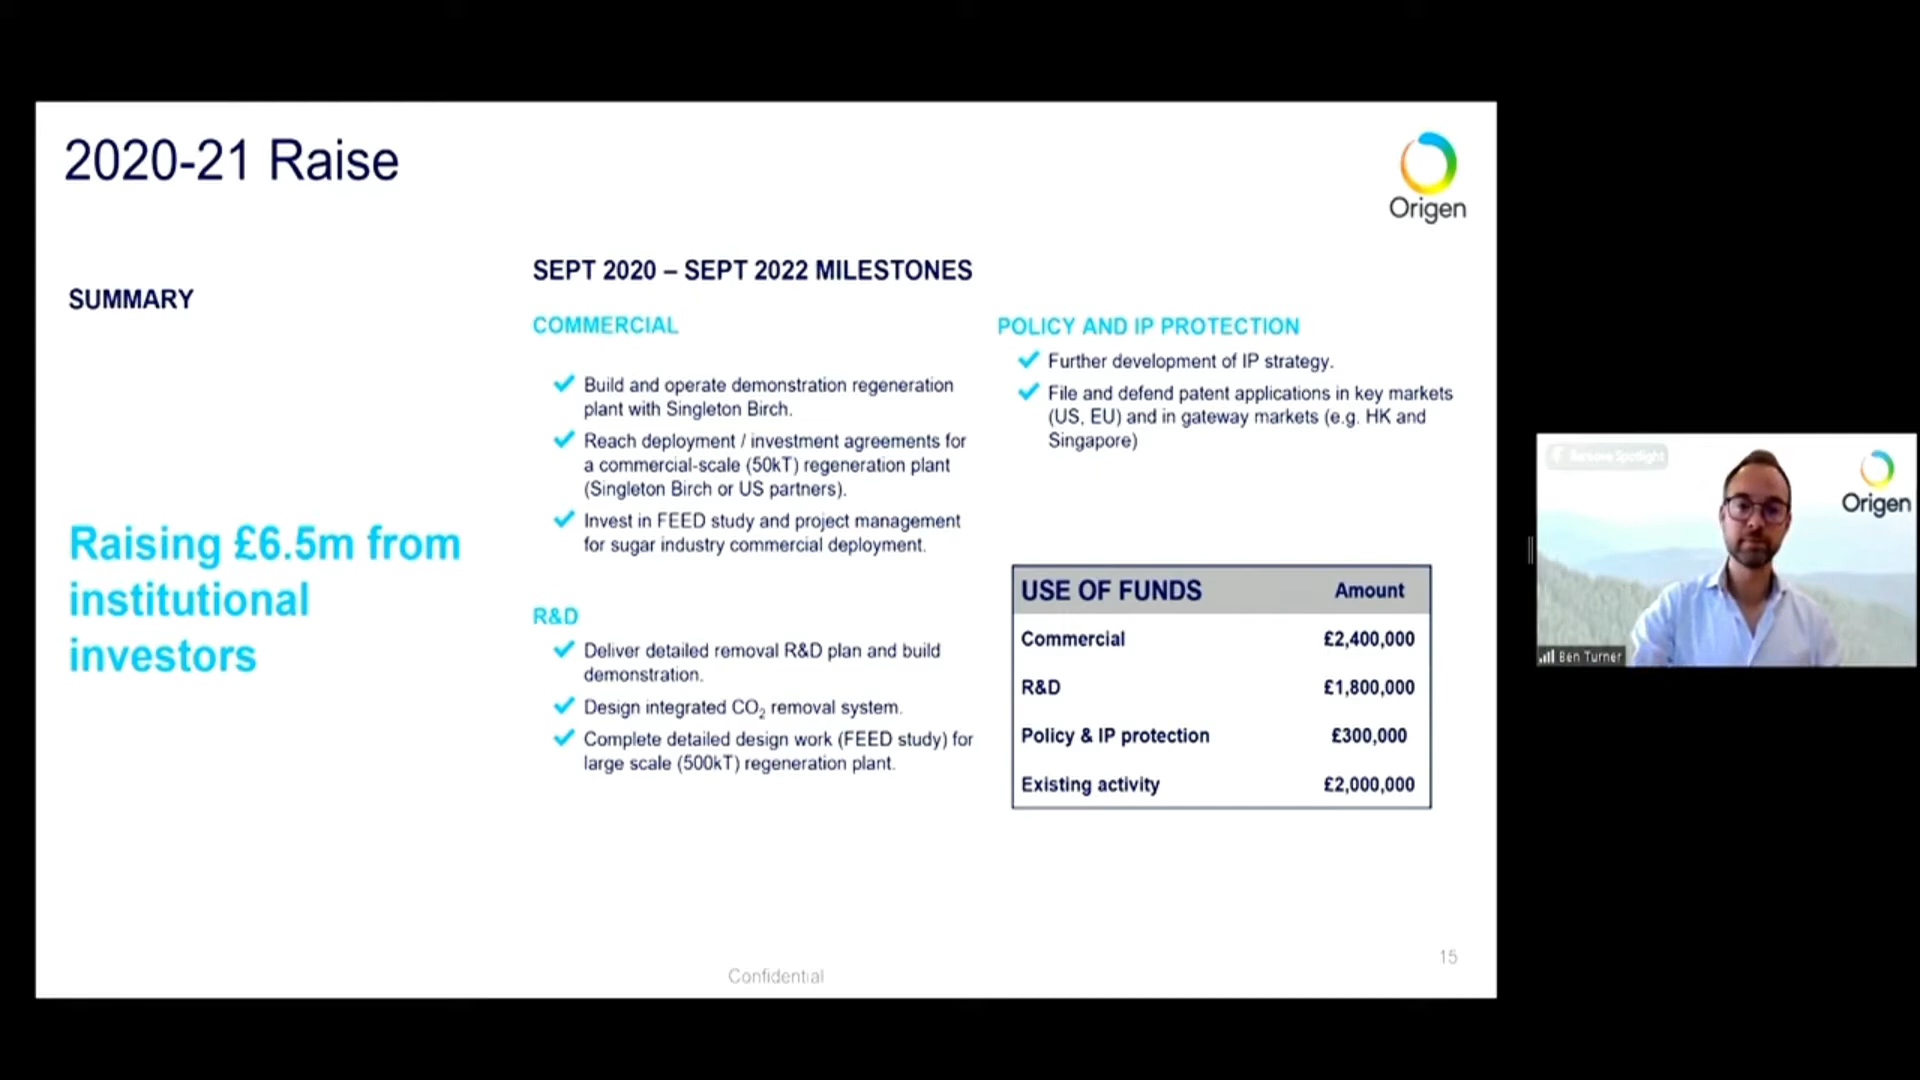 2020-21 Raise
Origen
SUMMARY
Raising £6.5m from
institutional
investors
SEPT 2020 – SEPT 2022 MILESTONES
COMMERCIAL
Build and operate demonstration regeneration
plant with Singleton Birch.
Reach deployment / investment agreements for
a commercial-scale (50kT) regeneration plant
(Singleton Birch or US partners).
Invest in FEED study and project management
for sugar industry commercial deployment.
R&D
Deliver detailed removal R&D plan and build
demonstration.
Design integrated CO₂ removal system.
Complete detailed design work (FEED study) for
large scale (500kT) regeneration plant.
POLICY AND IP PROTECTION
Further development of IP strategy.
File and defend patent applications in key markets
(US, EU) and in gateway markets (e.g. HK and
Singapore)
USE OF FUNDS Amount
Commercial £2,400,000
R&D £1,800,000
Policy & IP protection £300,000
Existing activity £2,000,000
Confidential
15
Remove Spotlight
Origen
Ben Turner